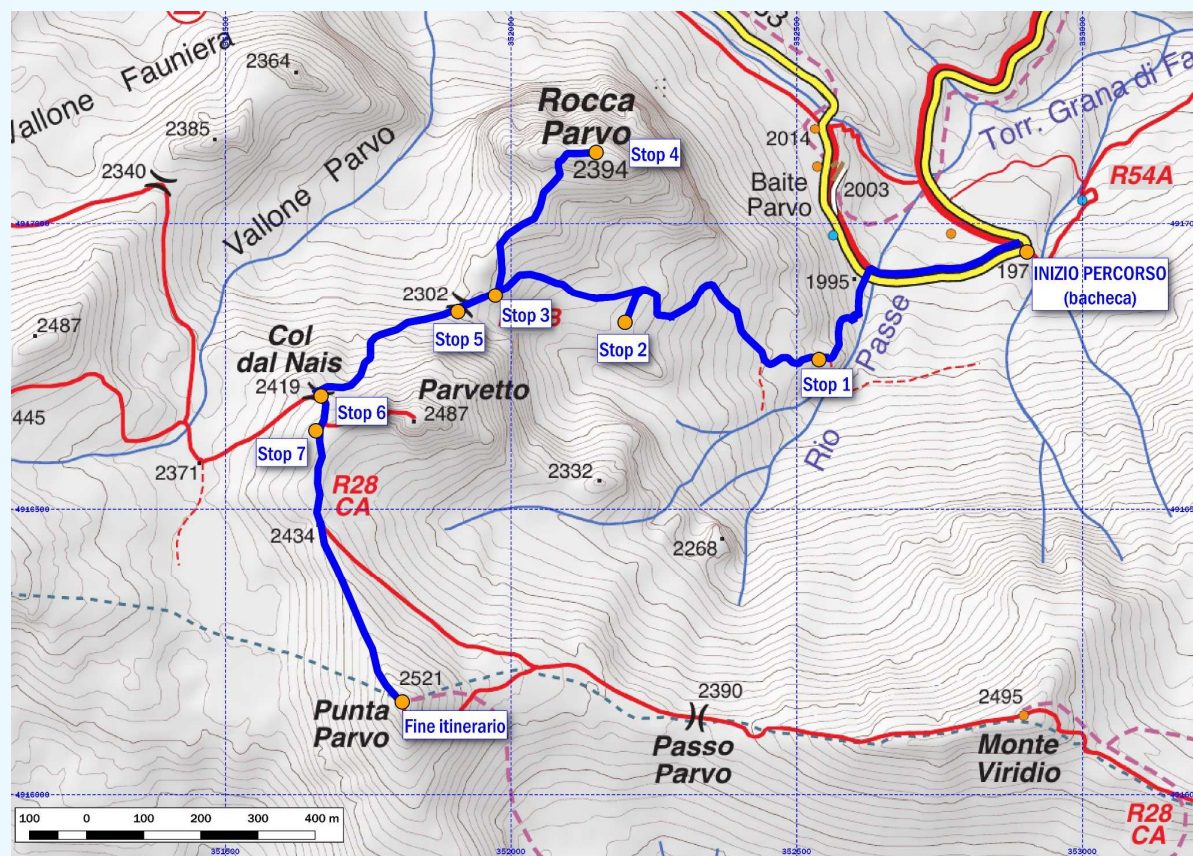 Vallone Fauniera
2364
2385
2340
Vallone Parvo
Rocca
Parvo
2394
Stop 4
2014
Baite
Parvo
2003
Torr. Grana di Fa
R54A
1995
197
INIZIO PERCORSO
(bacheca)
2302
Stop 5
Stop 3
B
Stop 2
Stop 1
Rio Passe
2487
Col
dal Nais
2419
Stop 6
Parvetto
2487
445
Stop 7
2371
R28
CA
2332
2434
2268
2521
Punta
Parvo
Fine itinerario
2390
Passo
Parvo
2495
Monte
Viridio
R28
CA
100 0 100 200 300 400 m
352000
353000